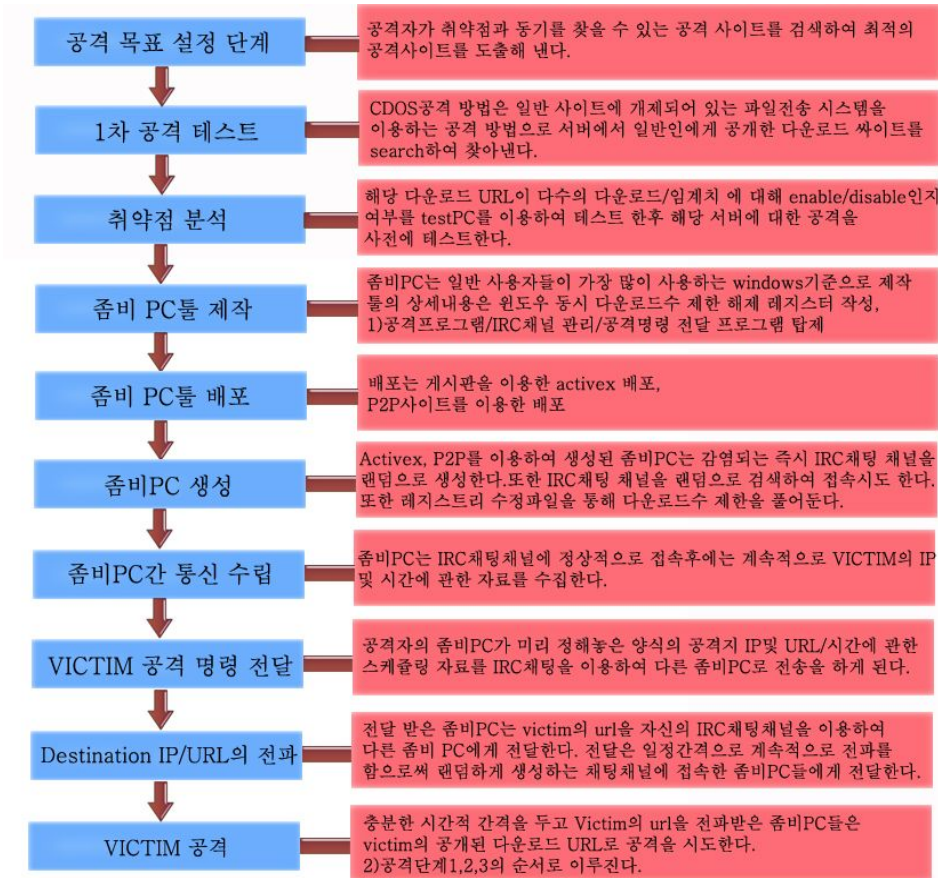 공격 목표 설정 단계
공격자가 취약점과 동기를 찾을 수 있는 공격 사이트를 검색하여 최적의
공격사이트를 도출해 낸다.
1차 공격 테스트
CDOS공격 방법은 일반 사이트에 개제되어 있는 파일전송 시스템을
이용하는 공격 방법으로 서버에서 일반인에게 공개한 다운로드 싸이트를
search하여 찾아낸다.
취약점 분석
해당 다운로드 URL이 다수의 다운로드/임계치 에 대해 enable/disable인지
여부를 testPC를 이용하여 테스트 한후 해당 서버에 대한 공격을
사전에 테스트한다.
좀비 PC툴 제작
좀비PC는 일반 사용자들이 가장 많이 사용하는 windows기준으로 제작
툴의 상세내용은 윈도우 동시 다운로드수 제한 해제 레지스터 작성,
1)공격프로그램/IRC채널 관리/공격명령 전달 프로그램 탑제
좀비 PC툴 배포
배포는 게시판을 이용한 activex 배포,
P2P사이트를 이용한 배포
좀비PC 생성
Activex, P2P를 이용하여 생성된 좀비PC는 감염되는 즉시 IRC채팅 채널을
랜덤으로 생성한다.또한 IRC채팅 채널을 랜덤으로 검색하여 접속시도 한다.
또한 레지스트리 수정파일을 통해 다운로드수 제한을 풀어둔다.
좀비PC간 통신 수립
좀비PC는 IRC채팅채널에 정상적으로 접속후에는 계속적으로 VICTIM의 IP
및 시간에 관한 자료를 수집한다.
VICTIM 공격 명령 전달
공격자의 좀비PC가 미리 정해놓은 양식의 공격지 IP및 URL/시간에 관한
스케쥴링 자료를 IRC채팅을 이용하여 다른 좀비PC로 전송을 하게 된다.
Destination IP/URL의 전파
전달 받은 좀비PC는 victim의 url을 자신의 IRC채팅채널을 이용하여
다른 좀비 PC에게 전달한다. 전달은 일정간격으로 계속적으로 전파를
함으로써 랜덤하게 생성하는 채팅채널에 접속한 좀비PC들에게 전달한다.
VICTIM 공격
충분한 시간적 간격을 두고 Victim의 url을 전파받은 좀비PC들은
victim의 공개된 다운로드 URL로 공격을 시도한다.
2)공격단계1,2,3의 순서로 이루진다.